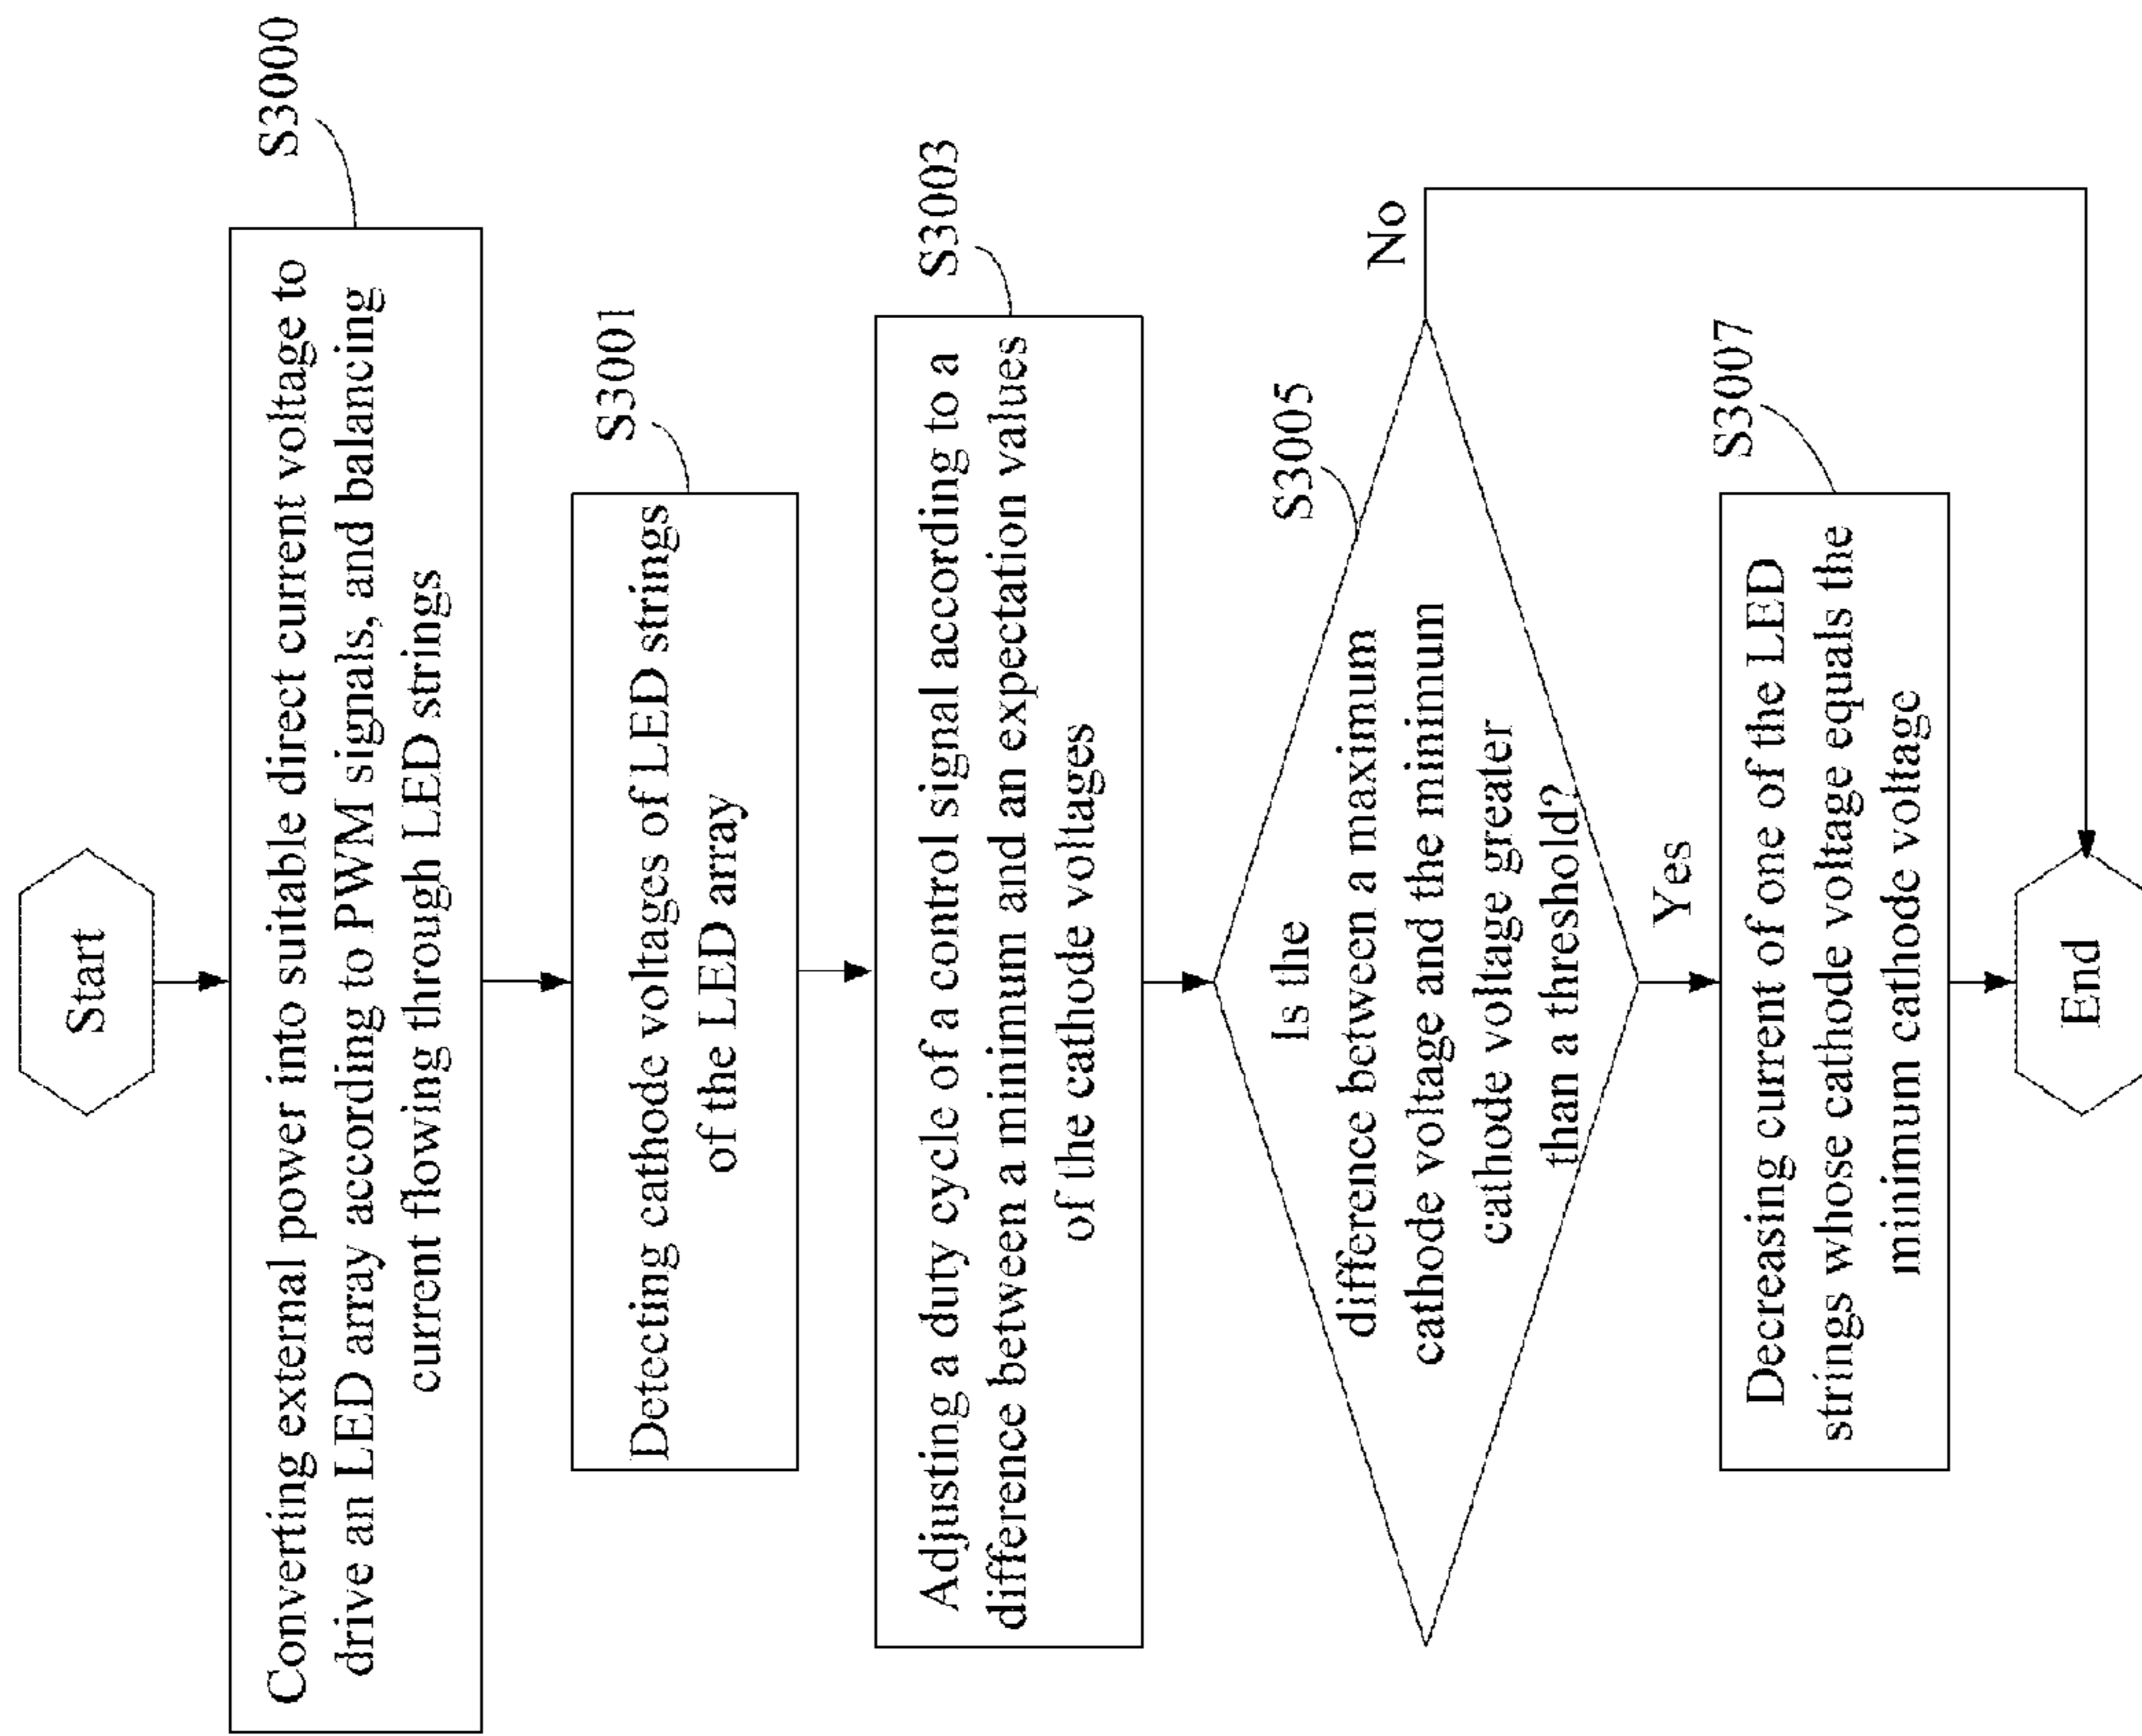 Start
S3000
Converting external power into suitable direct current voltage to
drive an LED array according to PWM signals, and balancing
current flowing through LED strings
S3001
Detecting cathode voltages of LED strings
of the LED array
S3003
Adjusting a duty cycle of a control signal according to a
difference between a minimum and an expectation values
of the cathode voltages
S3005
Is the
difference between a maximum
cathode voltage and the minimum
cathode voltage greater
than a threshold?
No
Yes
S3007
Decreasing current of one of the LED
strings whose cathode voltage equals the
minimum cathode voltage
End